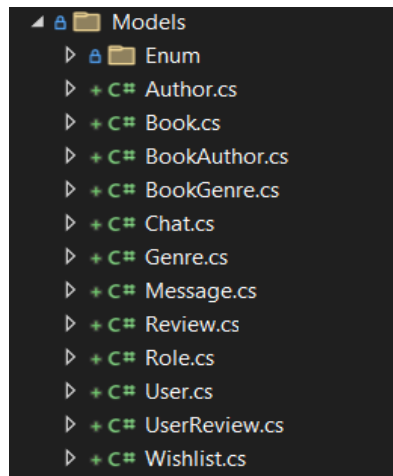 Models
Enum
+ C# Author.cs
+ C# Book.cs
+ C# BookAuthor.cs
+ C# BookGenre.cs
+ C# Chat.cs
+ C# Genre.cs
+ C# Message.cs
+ C# Review.cs
+ C# Role.cs
+ C# User.cs
+ C# UserReview.cs
+ C# Wishlist.cs